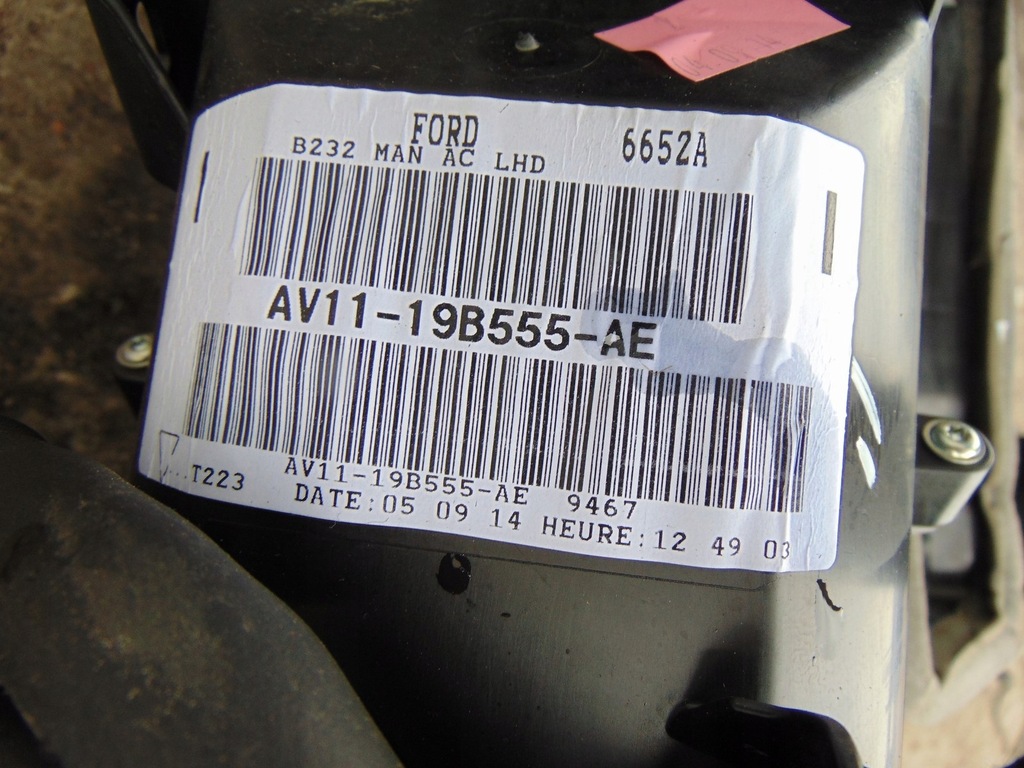 FORD 6652A
B232 MAN AC LHD
AV11-19B555-AE
...T223 AV11-19B555-AE 9467
DATE:05 09 14 HEURE:12 49 03